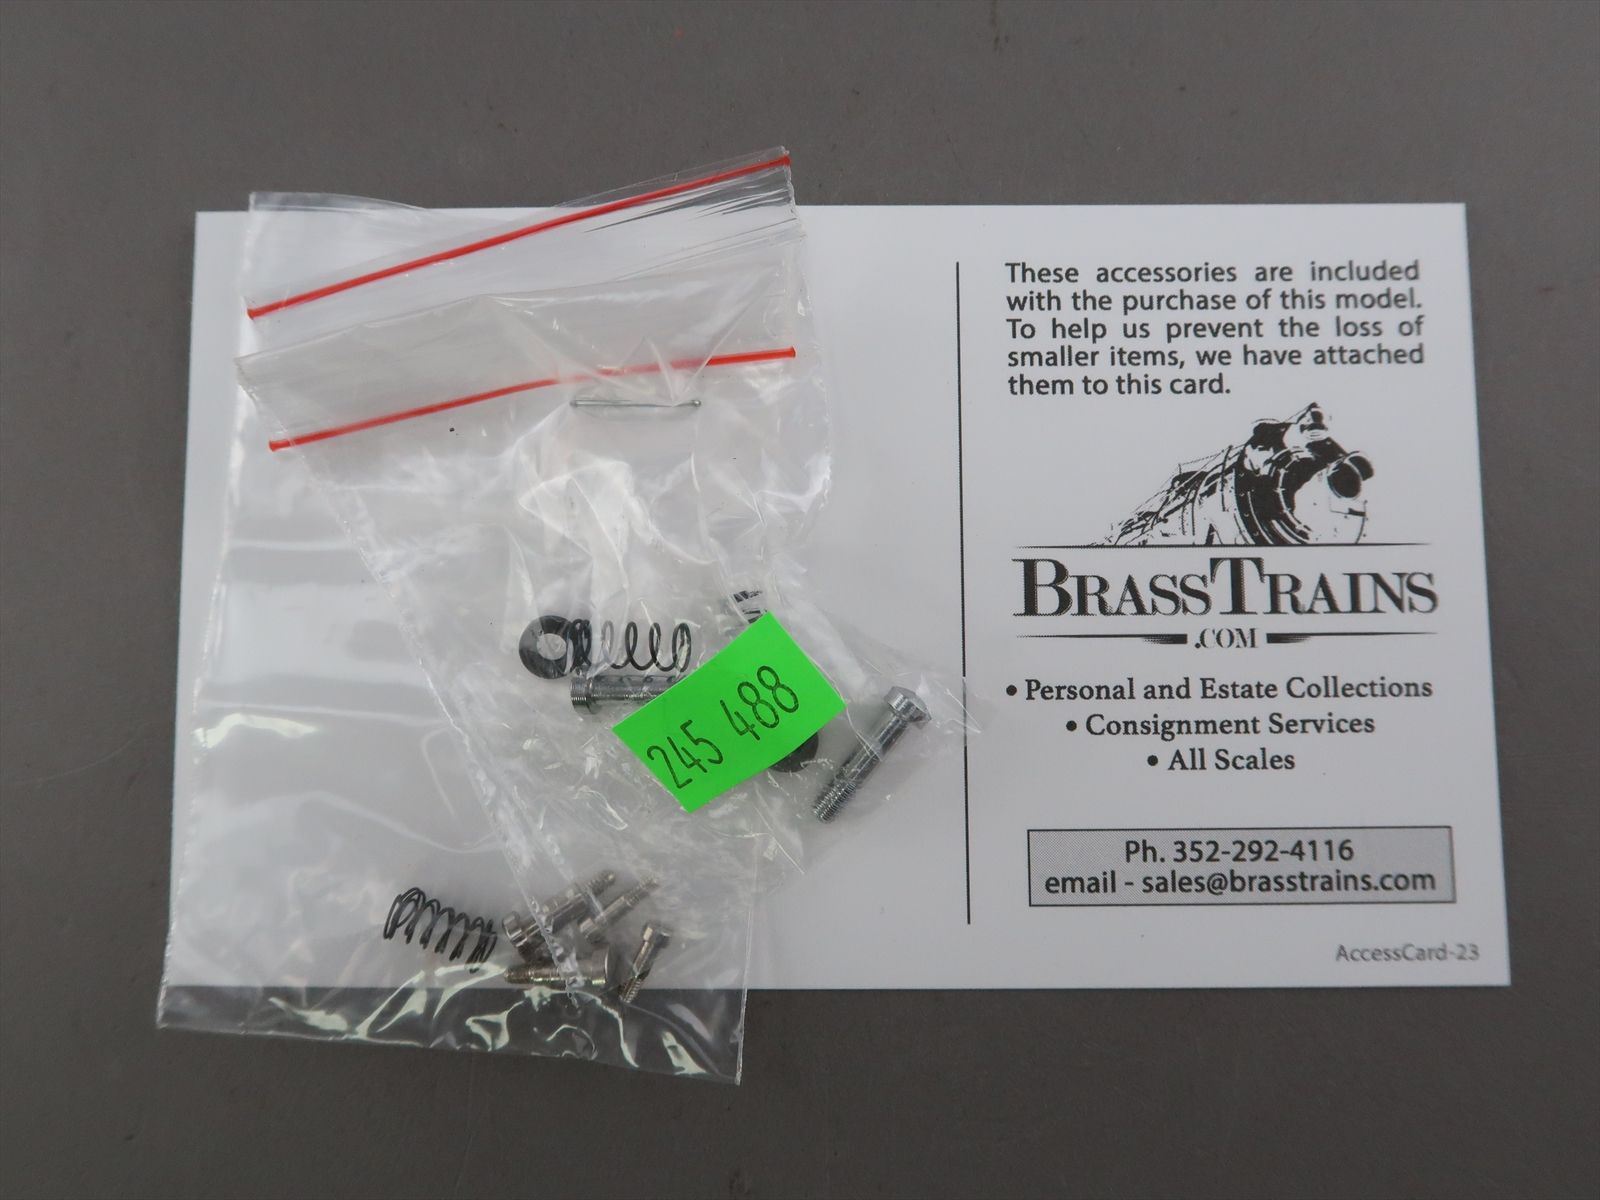 These accessories are included
with the purchase of this model.
To help us prevent the loss of
smaller items, we have attached
them to this card.
BRASSTRAINS
.COM
• Personal and Estate Collections
• Consignment Services
• All Scales
Ph. 352-292-4116
email - sales@brasstrains.com
AccessCard-23
245 488